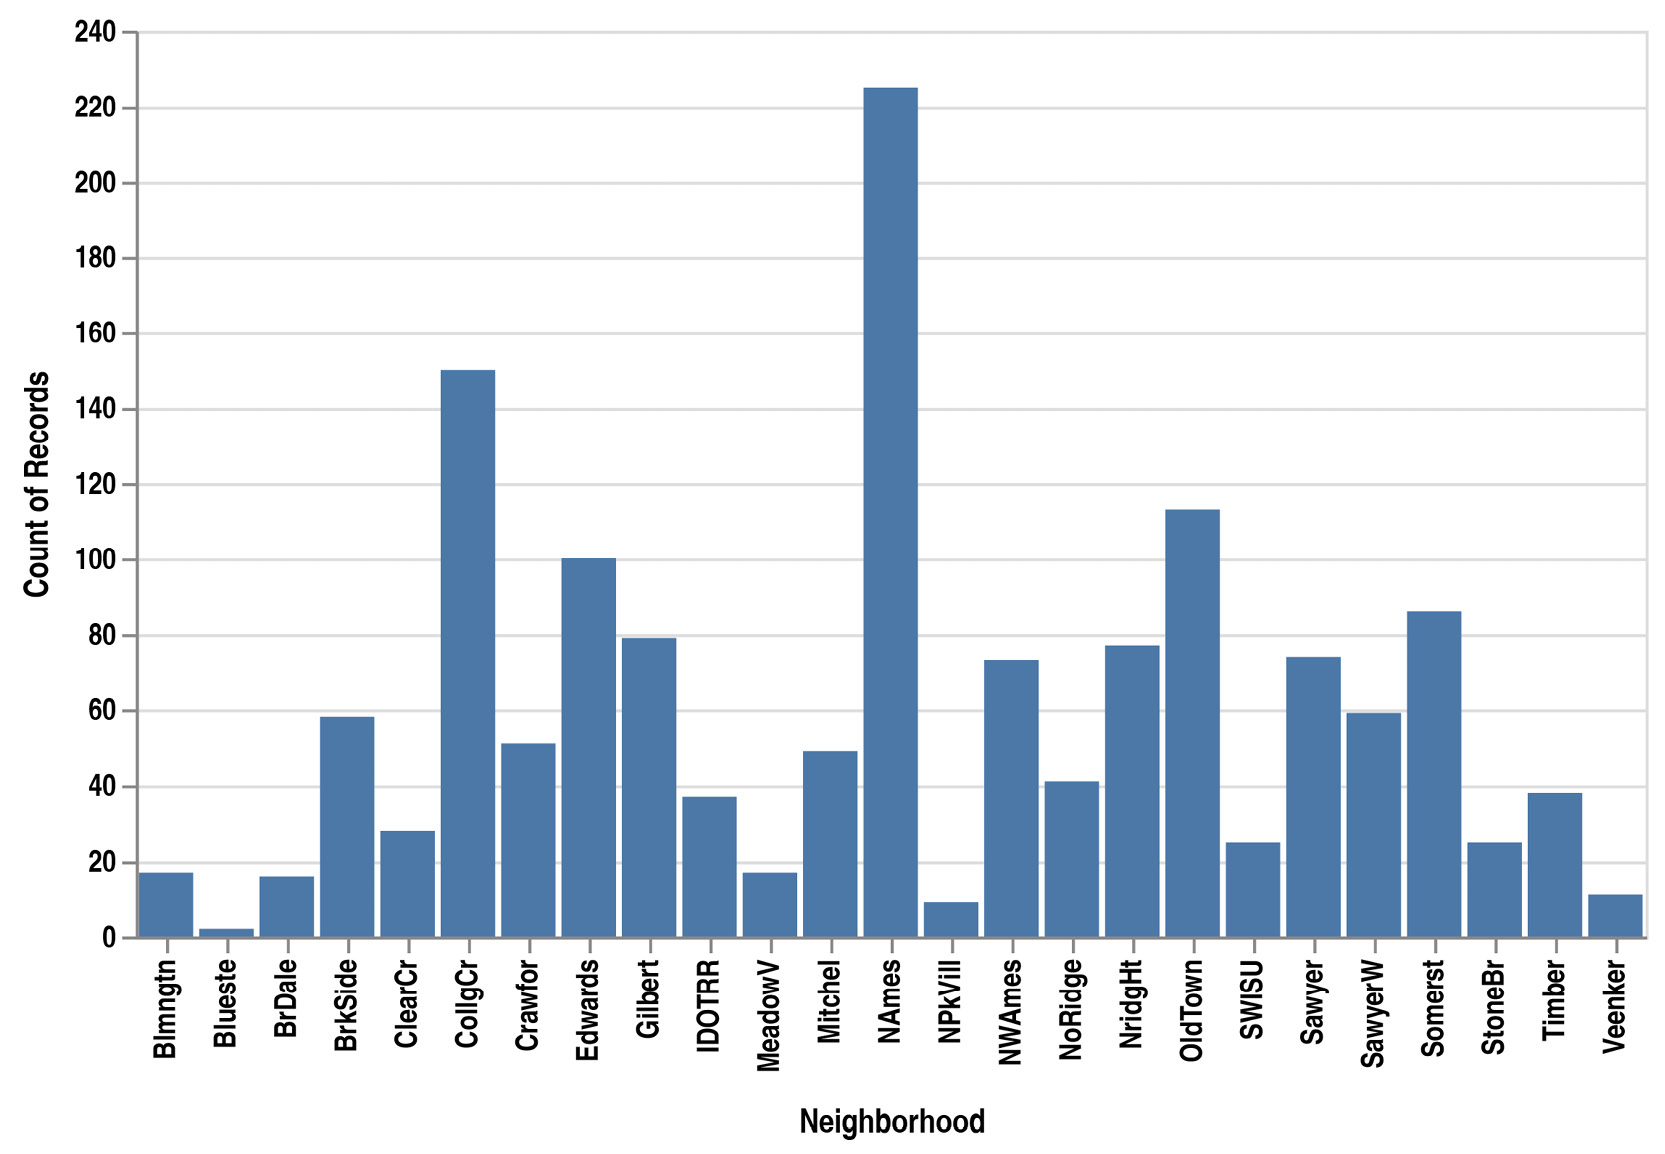 240
220
200
180
160
140
120
100
80
60
40
20
0
Count of Records
Blmngtn
Blueste
BrDale
BrkSide
ClearCr
CollgCr
Crawfor
Edwards
Gilbert
IDOTRR
MeadowV
Mitchel
NAmes
NPkVill
NWAmes
NoRidge
NridgHt
OldTown
SWISU
Sawyer
SawyerW
Somerst
StoneBr
Timber
Veenker
Neighborhood